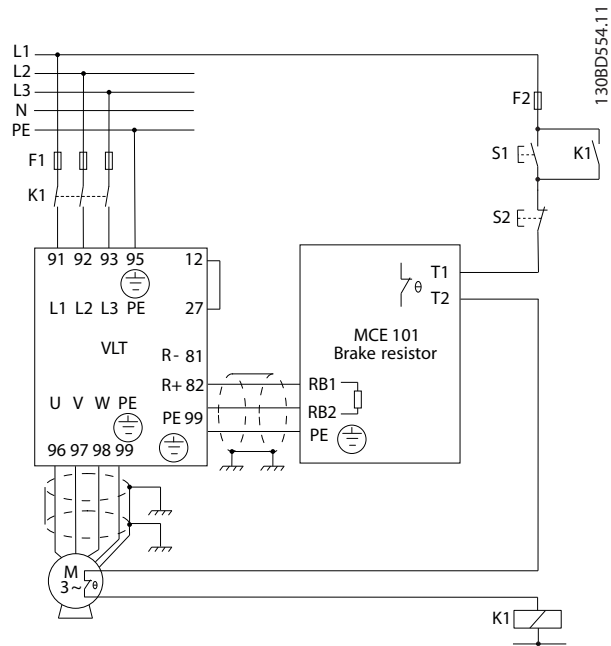 130BD554.11
L1
L2
L3
N
PE
F2
F1
S1
K1
K1
S2
91 92 93 95
12
T1
θ
T2
L1 L2 L3 PE
27
MCE 101
Brake resistor
VLT
R- 81
R+ 82
RB1
U V W PE
PE 99
RB2
PE
96 97 98 99
M
3~
θ
K1